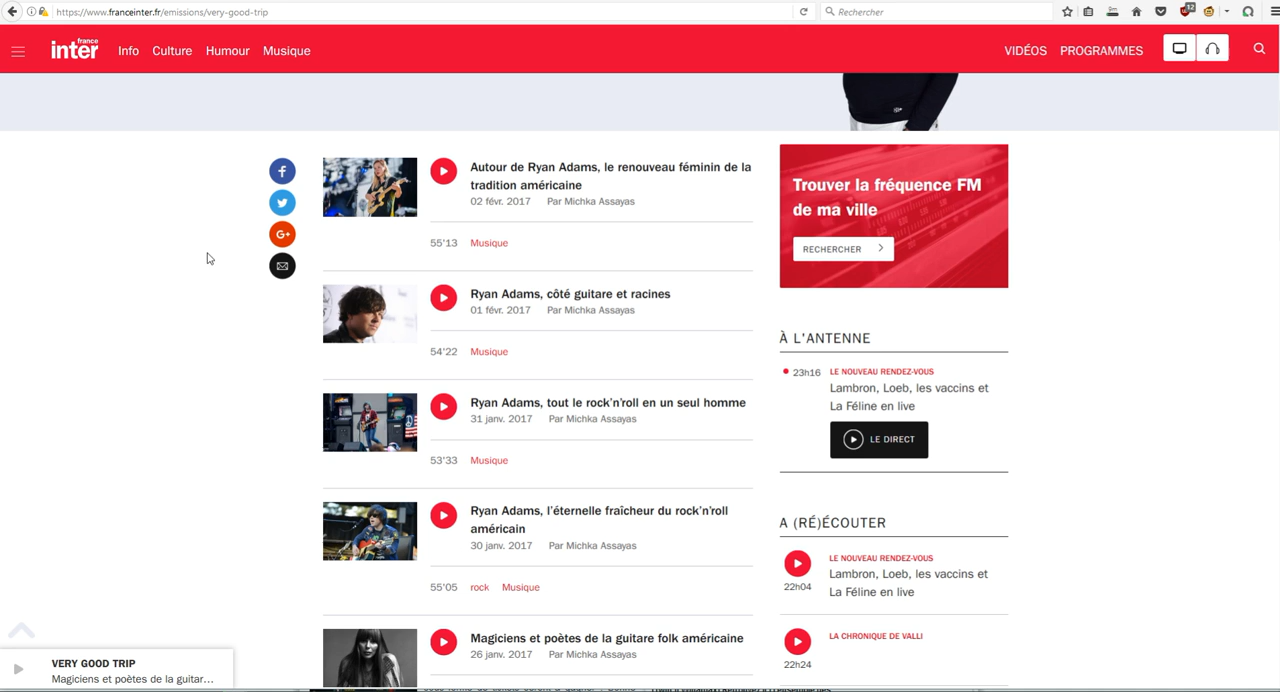 https://www.franceinter.fr/emissions/very-good-trip
Rechercher
12
france
inter
Info
Culture
Humour
Musique
VIDÉOS
PROGRAMMES
Autour de Ryan Adams, le renouveau féminin de la
tradition américaine
02 févr. 2017 Par Michka Assayas
55'13 Musique
Ryan Adams, côté guitare et racines
01 févr. 2017 Par Michka Assayas
54'22 Musique
Ryan Adams, tout le rock'n'roll en un seul homme
31 janv. 2017 Par Michka Assayas
53'33 Musique
Ryan Adams, l'éternelle fraîcheur du rock'n'roll
américain
30 janv. 2017 Par Michka Assayas
55'05 rock Musique
Magiciens et poètes de la guitare folk américaine
26 janv. 2017 Par Michka Assayas
Trouver la fréquence FM
de ma ville
RECHERCHER
À L'ANTENNE
23h16 LE NOUVEAU RENDEZ-VOUS
Lambron, Loeb, les vaccins et
La Féline en live
LE DIRECT
A (RÉ)ÉCOUTER
LE NOUVEAU RENDEZ-VOUS
Lambron, Loeb, les vaccins et
22h04
La Féline en live
LA CHRONIQUE DE VALLI
22h24
VERY GOOD TRIP
Magiciens et poètes de la guitar...